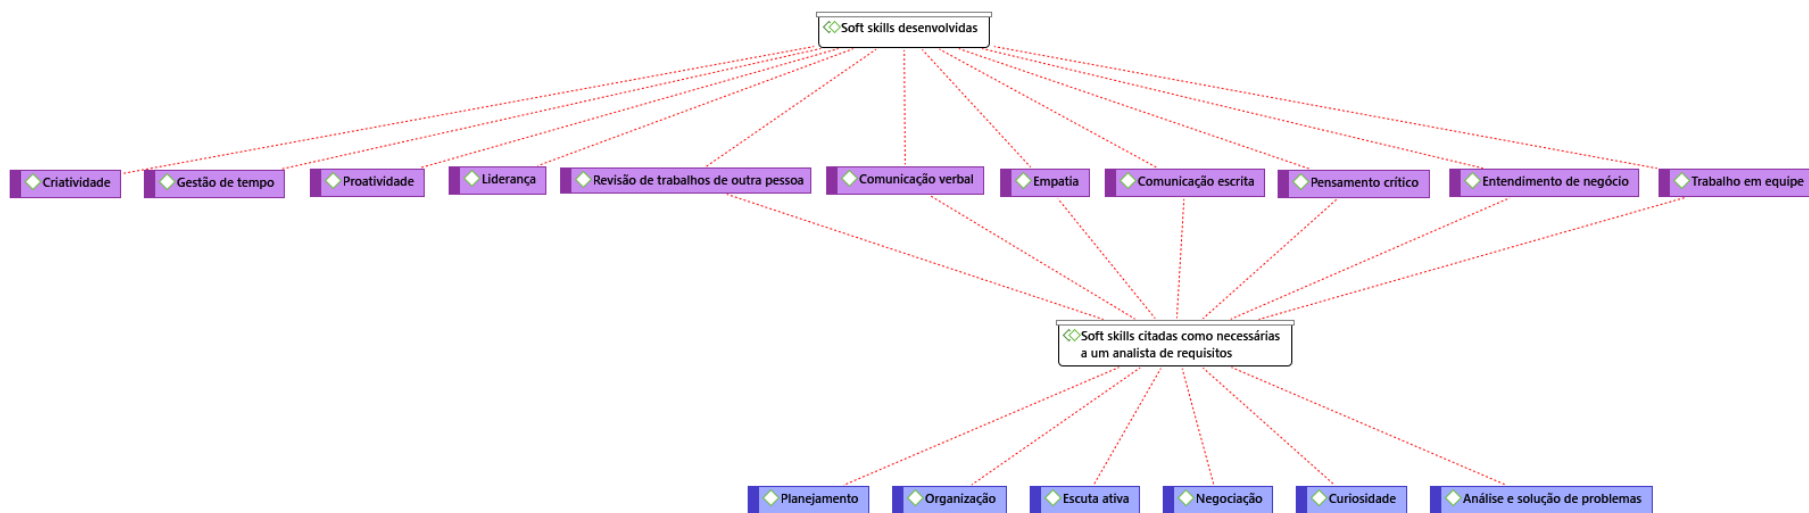 Soft skills desenvolvidas
Criatividade
Gestão de tempo
Proatividade
Liderança
Revisão de trabalhos de outra pessoa
Comunicação verbal
Empatia
Comunicação escrita
Pensamento crítico
Entendimento de negócio
Trabalho em equipe
Soft skills citadas como necessárias
a um analista de requisitos
Planejamento
Organização
Escuta ativa
Negociação
Curiosidade
Análise e solução de problemas